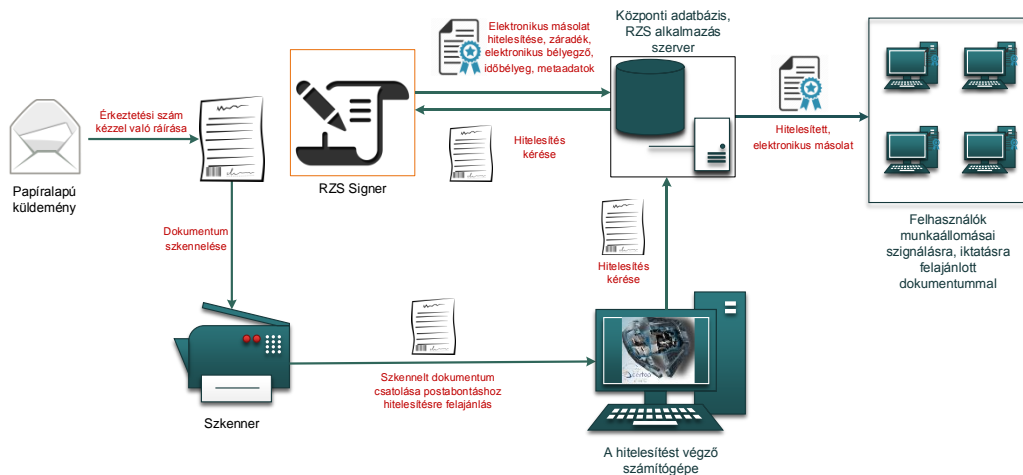 Elektronikus másolat
hitelesítése, záradék,
elektronikus bélyegző,
időbélyeg, metaadatok
Központi adatbázis,
RZS alkalmazás
szerver
Érkeztetési szám
kézzel való ráírása
Papíralapú
küldemény
RZS Signer
Hitelesítés
kérése
Hitelesített,
elektronikus másolat
Felhasználók
munkaállomásai
szignálásra, iktatásra
felajánlott
dokumentummal
Dokumentum
szkennelése
Hitelesítés
kérése
Szkennelt dokumentum
csatolása postabontáshoz
hitelesítésre felajánlás
Szkenner
A hitelesítést végző
számítógépe